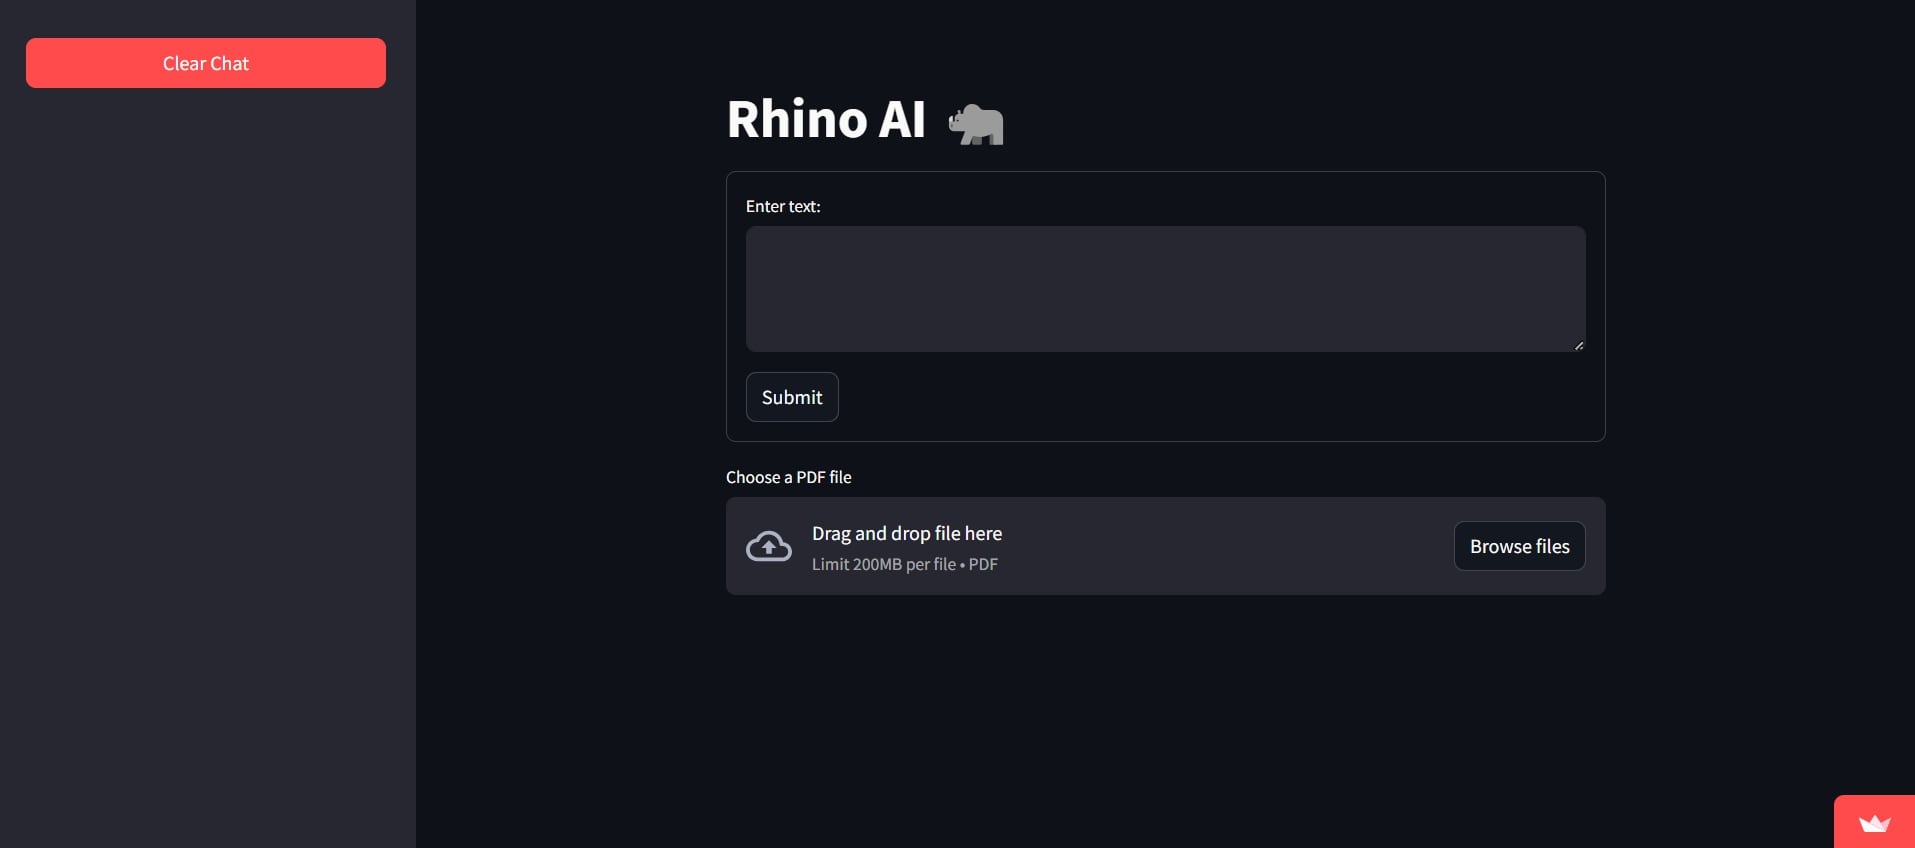 Clear Chat
Rhino AI
Enter text:
Submit
Choose a PDF file
Drag and drop file here
Limit 200MB per file • PDF
Browse files